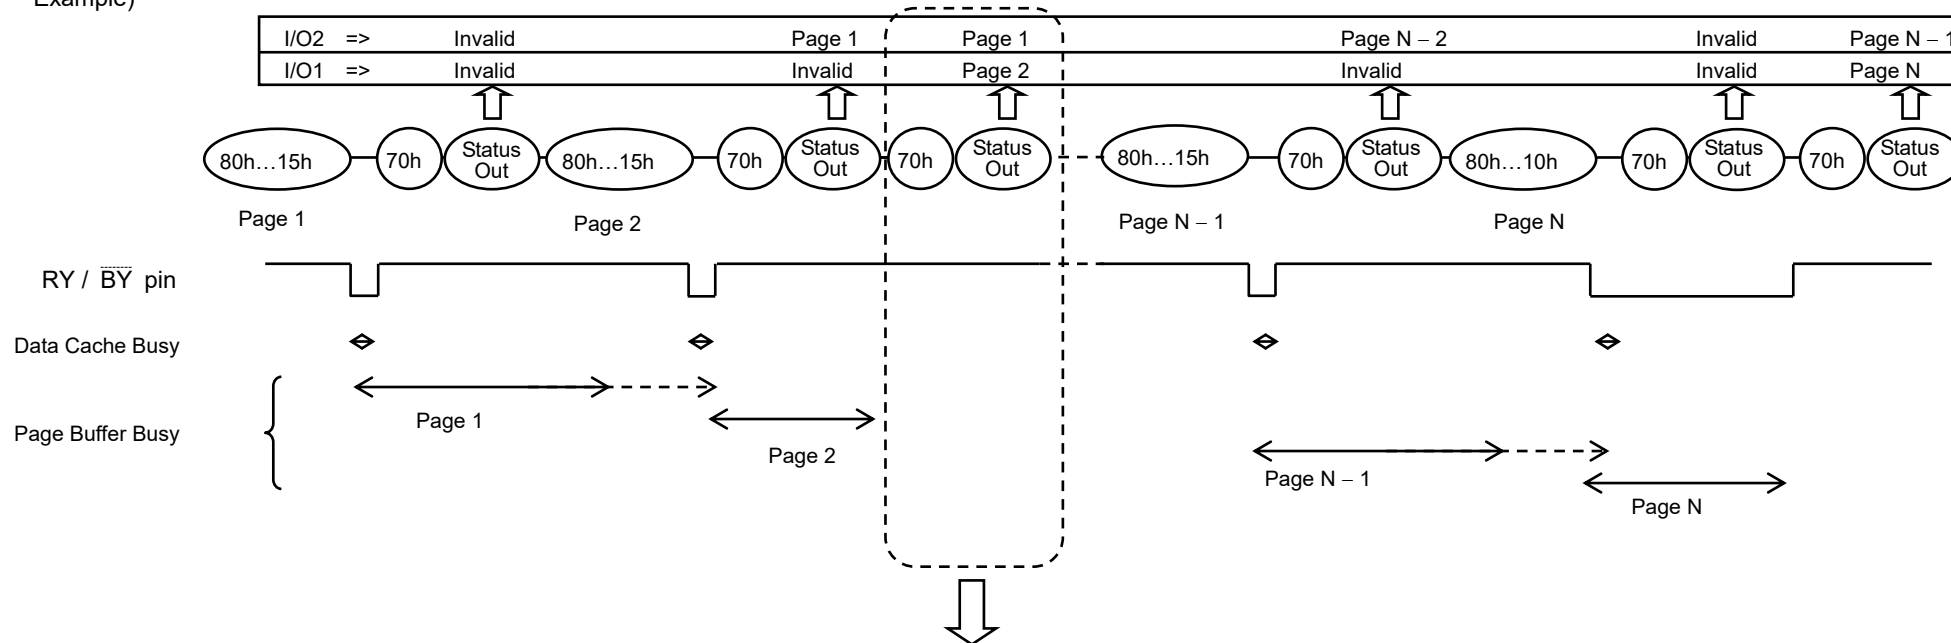 Example)
I/O2 => Invalid Page 1 Page 1 Page N – 2 Invalid Page N – 1
I/O1 => Invalid Invalid Page 2 Invalid Invalid Page N
80h…15h 70h Status Out 80h…15h 70h Status Out 70h Status Out 80h…15h 70h Status Out 80h…10h 70h Status Out 70h Status Out
Page 1 Page 2 Page N – 1 Page N
RY / BY pin
Data Cache Busy
Page 1
Page Buffer Busy
Page 2
Page N – 1
Page N